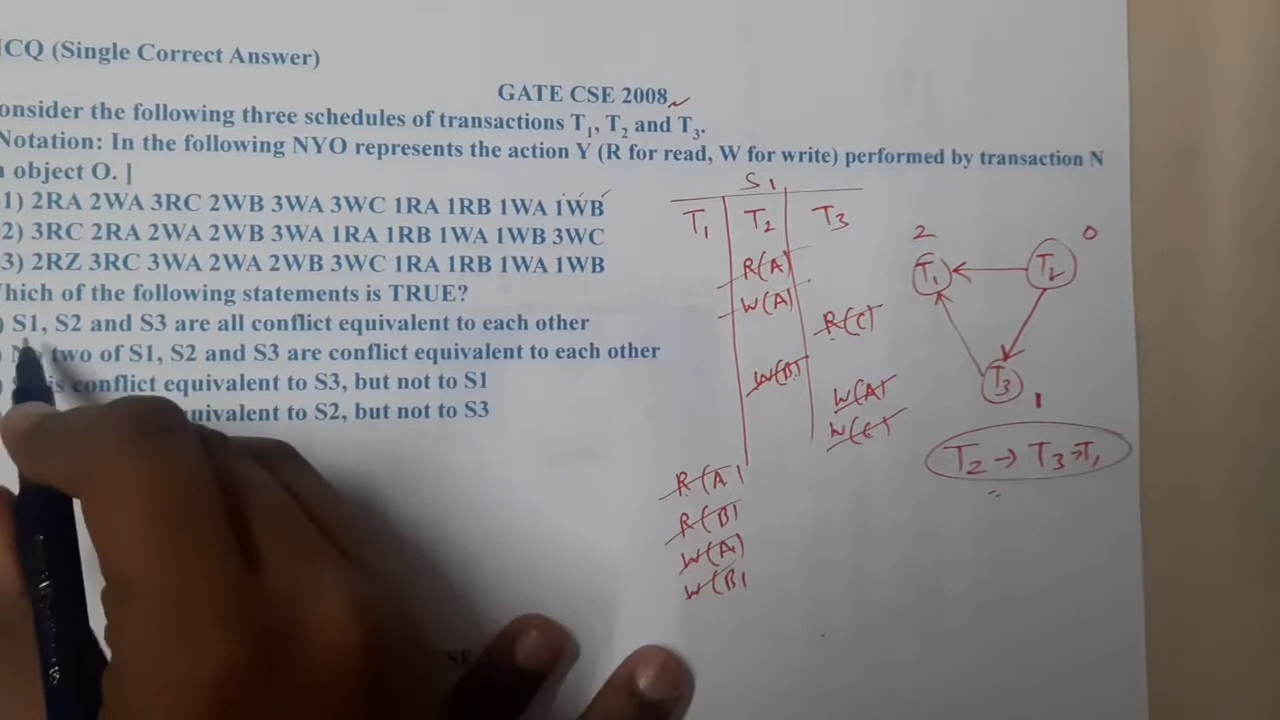 CQ (Single Correct Answer)
GATE CSE 2008
onsider the following three schedules of transactions T1, T2 and T3.
Notation: In the following NYO represents the action Y (R for read, W for write) performed by transaction N
object O. ]
1) 2RA 2WA 3RC 2WB 3WA 3WC 1RA 1RB 1WA 1WB
2) 3RC 2RA 2WA 2WB 3WA 1RA 1RB 1WA 1WB 3WC
3) 2RZ 3RC 3WA 2WA 2WB 3WC 1RA 1RB 1WA 1WB
hich of the following statements is TRUE?
) S1, S2 and S3 are all conflict equivalent to each other
two of S1, S2 and S3 are conflict equivalent to each other
is conflict equivalent to S3, but not to S1
uivalent to S2, but not to S3
S1
T1 T2 T3
R(A)
W(A)
R(C)
W(B)
W(A)
W(C)
R(A)
R(B)
W(A)
W(B)
2 0
T1 T2
T3
1
T2 → T3 → T1